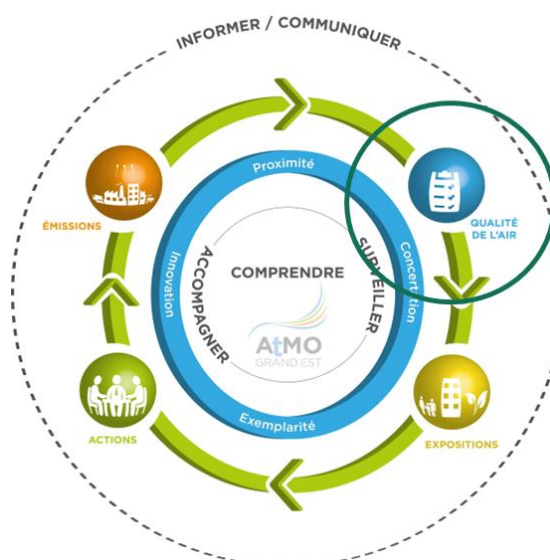 INFORMER / COMMUNIQUER
Proximité
ÉMISSIONS
QUALITÉ
DE L'AIR
Innovation
ACCOMPAGNER
COMPRENDRE
SURVEILLER
Concertation
AtMO
GRAND EST
Exemplarité
ACTIONS
EXPOSITIONS